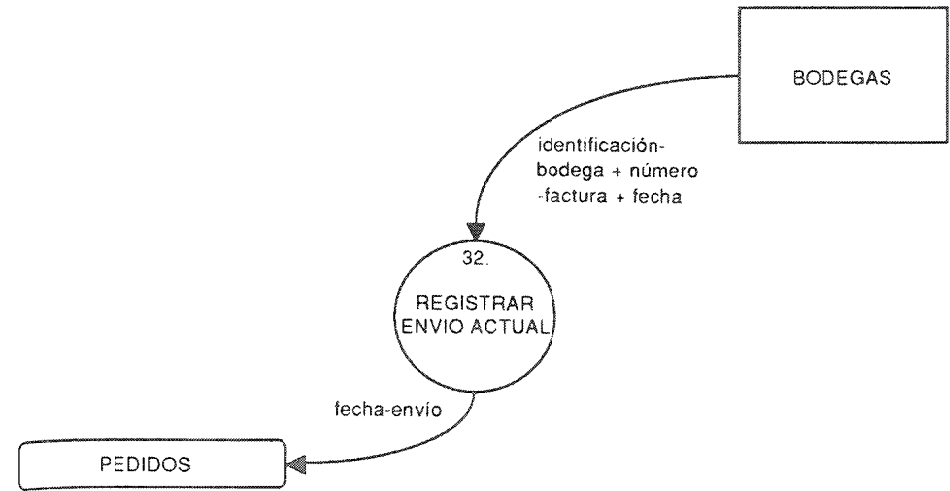 BODEGAS
identificación-
bodega + número
-factura + fecha
32.
REGISTRAR
ENVIO ACTUAL
fecha-envío
PEDIDOS